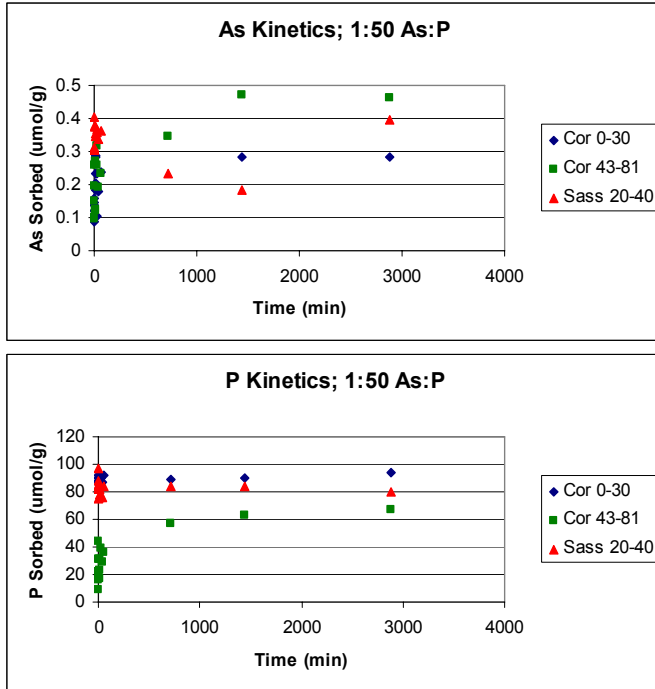 As Kinetics; 1:50 As:P
As Sorbed (umol/g)
0.5
0.4
0.3
0.2
0.1
0
0 1000 2000 3000 4000
Time (min)
Cor 0-30
Cor 43-81
Sass 20-40
P Kinetics; 1:50 As:P
P Sorbed (umol/g)
120
100
80
60
40
20
0
0 1000 2000 3000 4000
Time (min)
Cor 0-30
Cor 43-81
Sass 20-40